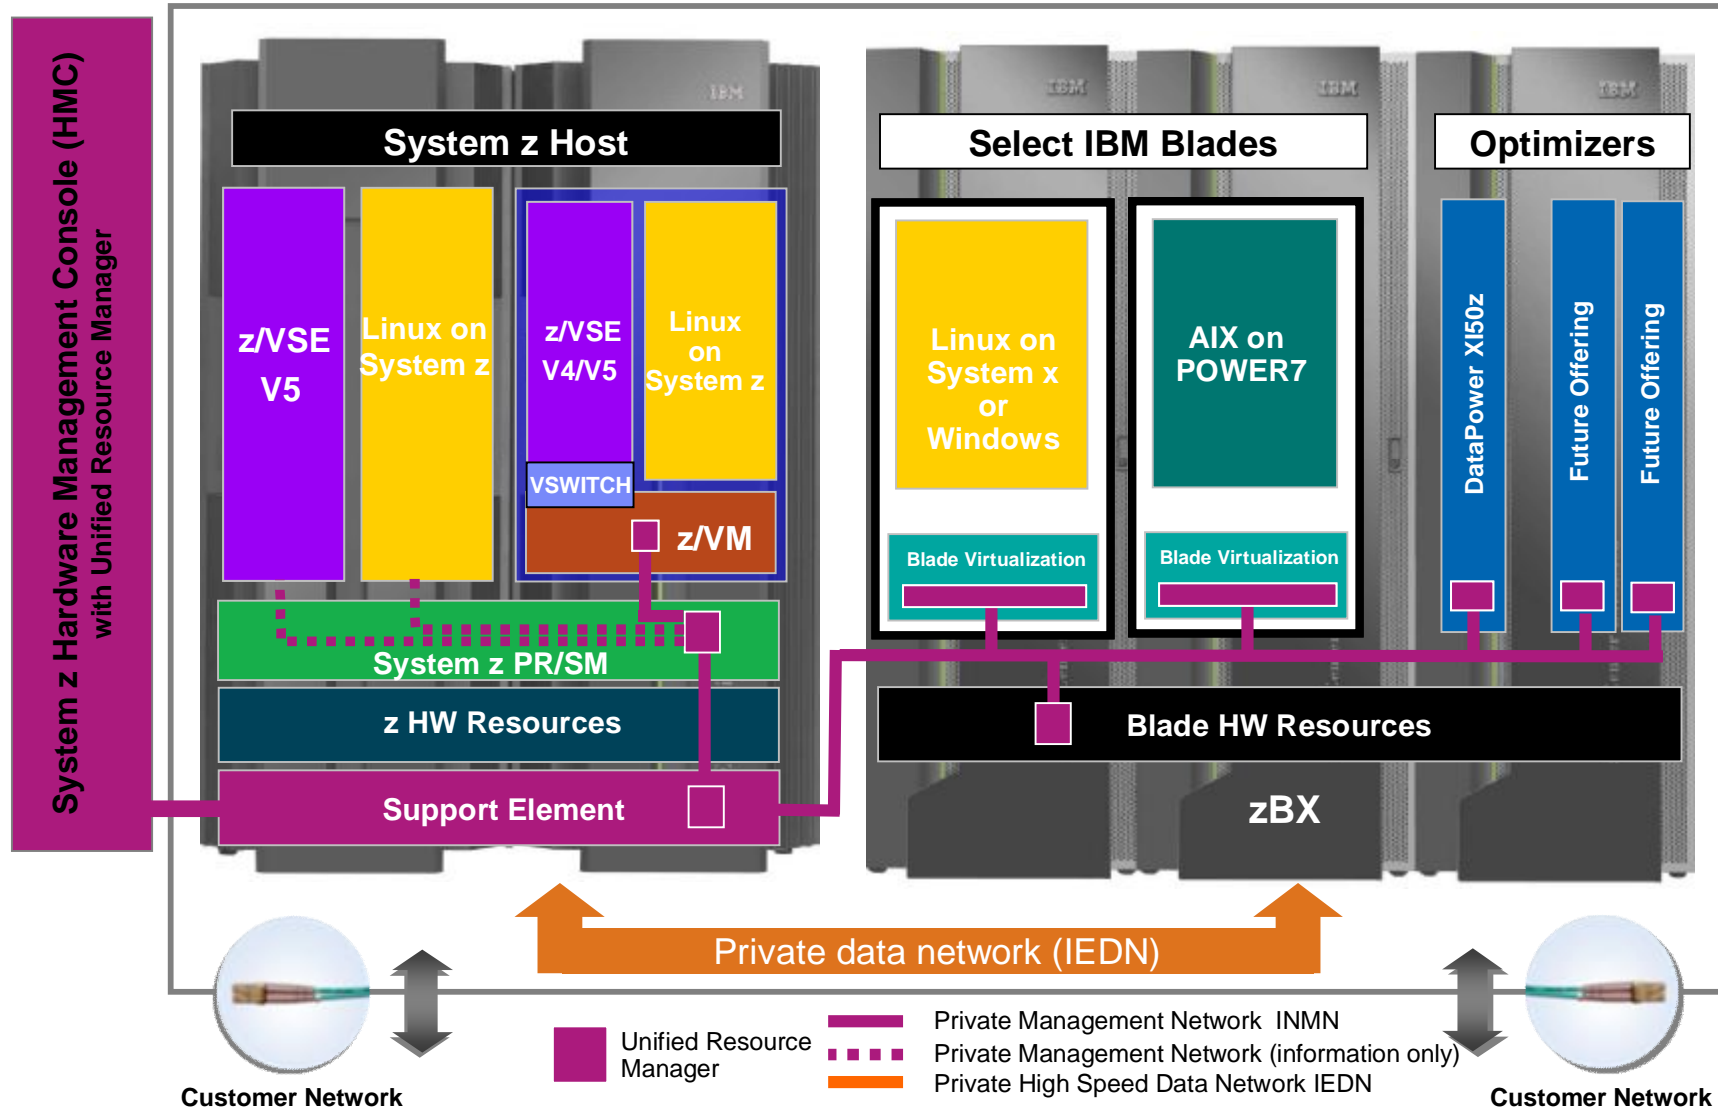 System z Hardware Management Console (HMC)
with Unified Resource Manager
IBM
IBM
IBM
IBM
System z Host
Select IBM Blades
Optimizers
z/VSE
V5
Linux on
System z
z/VSE
V4/V5
Linux
on
System z
VSWITCH
z/VM
Linux on
System x
or
Windows
AIX on
POWER7
Blade Virtualization
Blade Virtualization
DataPower XI50z
Future Offering
Future Offering
System z PR/SM
z HW Resources
Support Element
Blade HW Resources
zBX
Private data network (IEDN)
Customer Network
Unified Resource
Manager
Private Management Network INMN
Private Management Network (information only)
Private High Speed Data Network IEDN
Customer Network